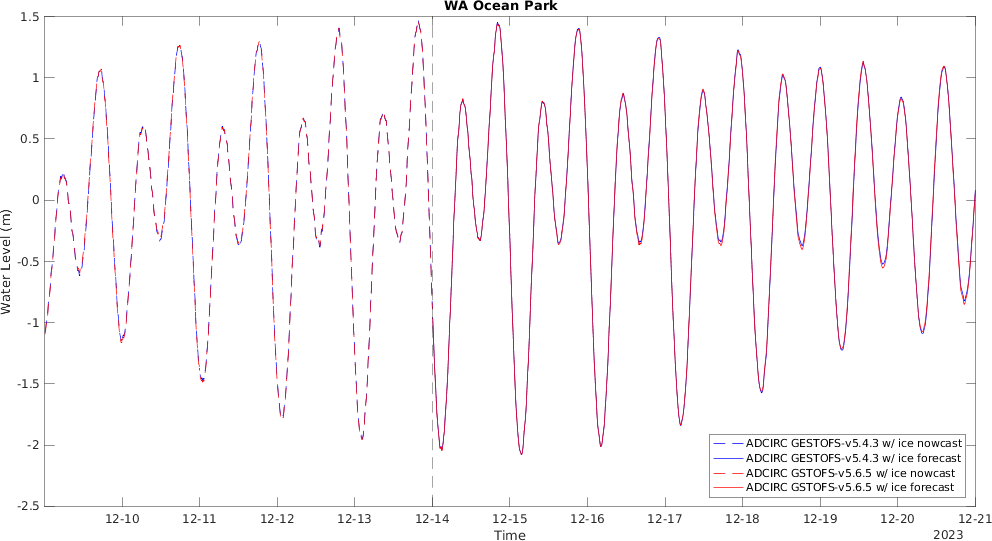 WA Ocean Park
1.5
1
0.5
0
-0.5
-1
-1.5
-2
-2.5
Water Level (m)
ADCIRC GESTOFS-v5.4.3 w/ ice nowcast
ADCIRC GESTOFS-v5.4.3 w/ ice forecast
ADCIRC GSTOFS-v5.6.5 w/ ice nowcast
ADCIRC GSTOFS-v5.6.5 w/ ice forecast
12-10 12-11 12-12 12-13 12-14 12-15 12-16 12-17 12-18 12-19 12-20 12-21
Time
2023